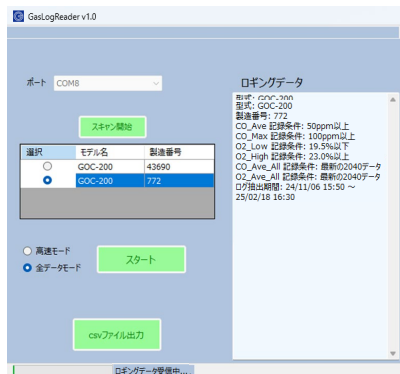 GasLogReader v1.0
ポート
COM8
スキャン開始
選択 モデル名 製造番号
GOC-200 43690
GOC-200 772
高速モード
全データモード
スタート
csvファイル出力
ロギングデータ
型式: GOC-200
型式: GOC-200
製造番号: 772
CO_Ave 記録条件: 50ppm以上
CO_Max 記録条件: 100ppm以上
O2_Low 記録条件: 19.5%以下
O2_High 記録条件: 23.0%以上
CO_Ave_All 記録条件: 最新の2040データ
O2_Ave_All 記録条件: 最新の2040データ
ログ抽出期間: 24/11/06 15:50 ～
25/02/18 16:30
ロギングデータ受信中...